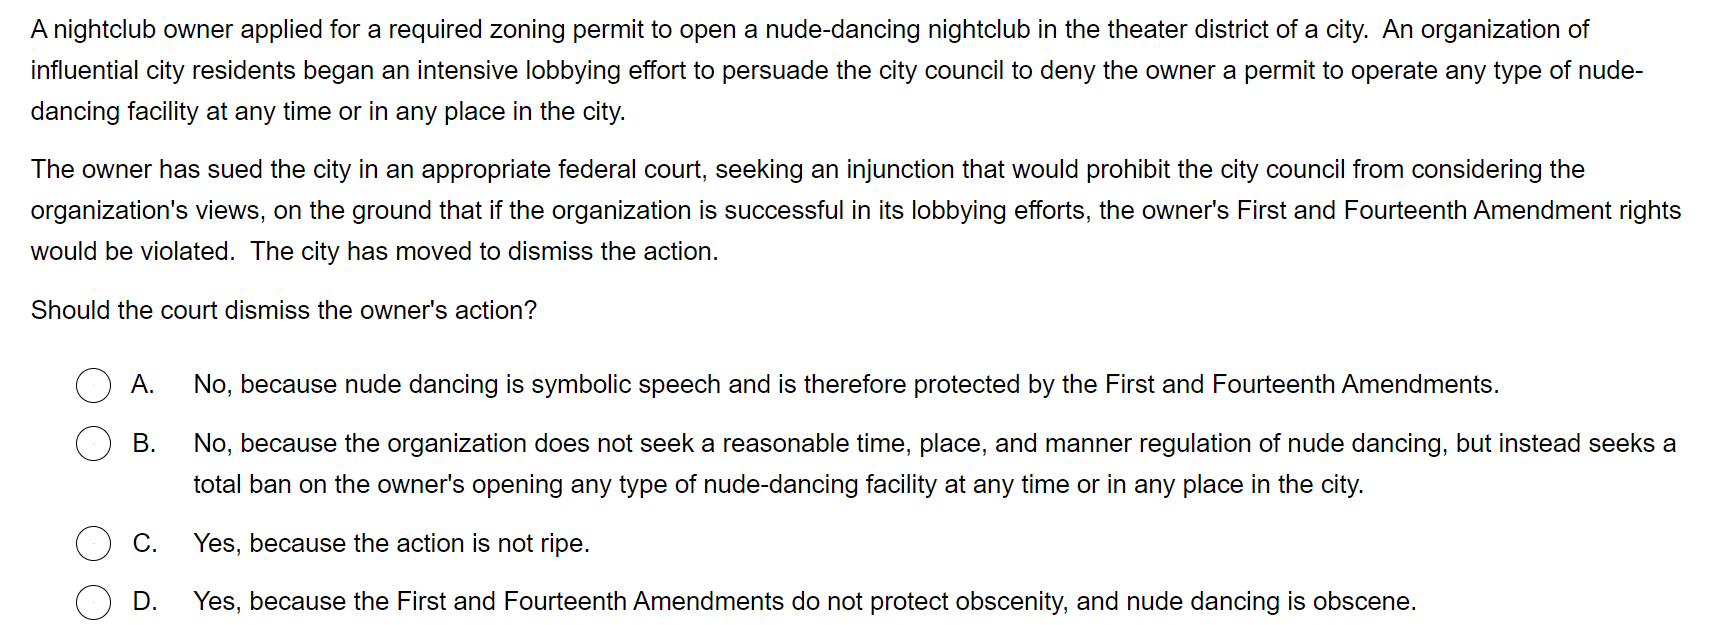 A nightclub owner applied for a required zoning permit to open a nude-dancing nightclub in the theater district of a city.  An organization of
influential city residents began an intensive lobbying effort to persuade the city council to deny the owner a permit to operate any type of nude-
dancing facility at any time or in any place in the city.
The owner has sued the city in an appropriate federal court, seeking an injunction that would prohibit the city council from considering the
organization's views, on the ground that if the organization is successful in its lobbying efforts, the owner's First and Fourteenth Amendment rights
would be violated.  The city has moved to dismiss the action.
Should the court dismiss the owner's action?
A. No, because nude dancing is symbolic speech and is therefore protected by the First and Fourteenth Amendments.
B. No, because the organization does not seek a reasonable time, place, and manner regulation of nude dancing, but instead seeks a
total ban on the owner's opening any type of nude-dancing facility at any time or in any place in the city.
C. Yes, because the action is not ripe.
D. Yes, because the First and Fourteenth Amendments do not protect obscenity, and nude dancing is obscene.